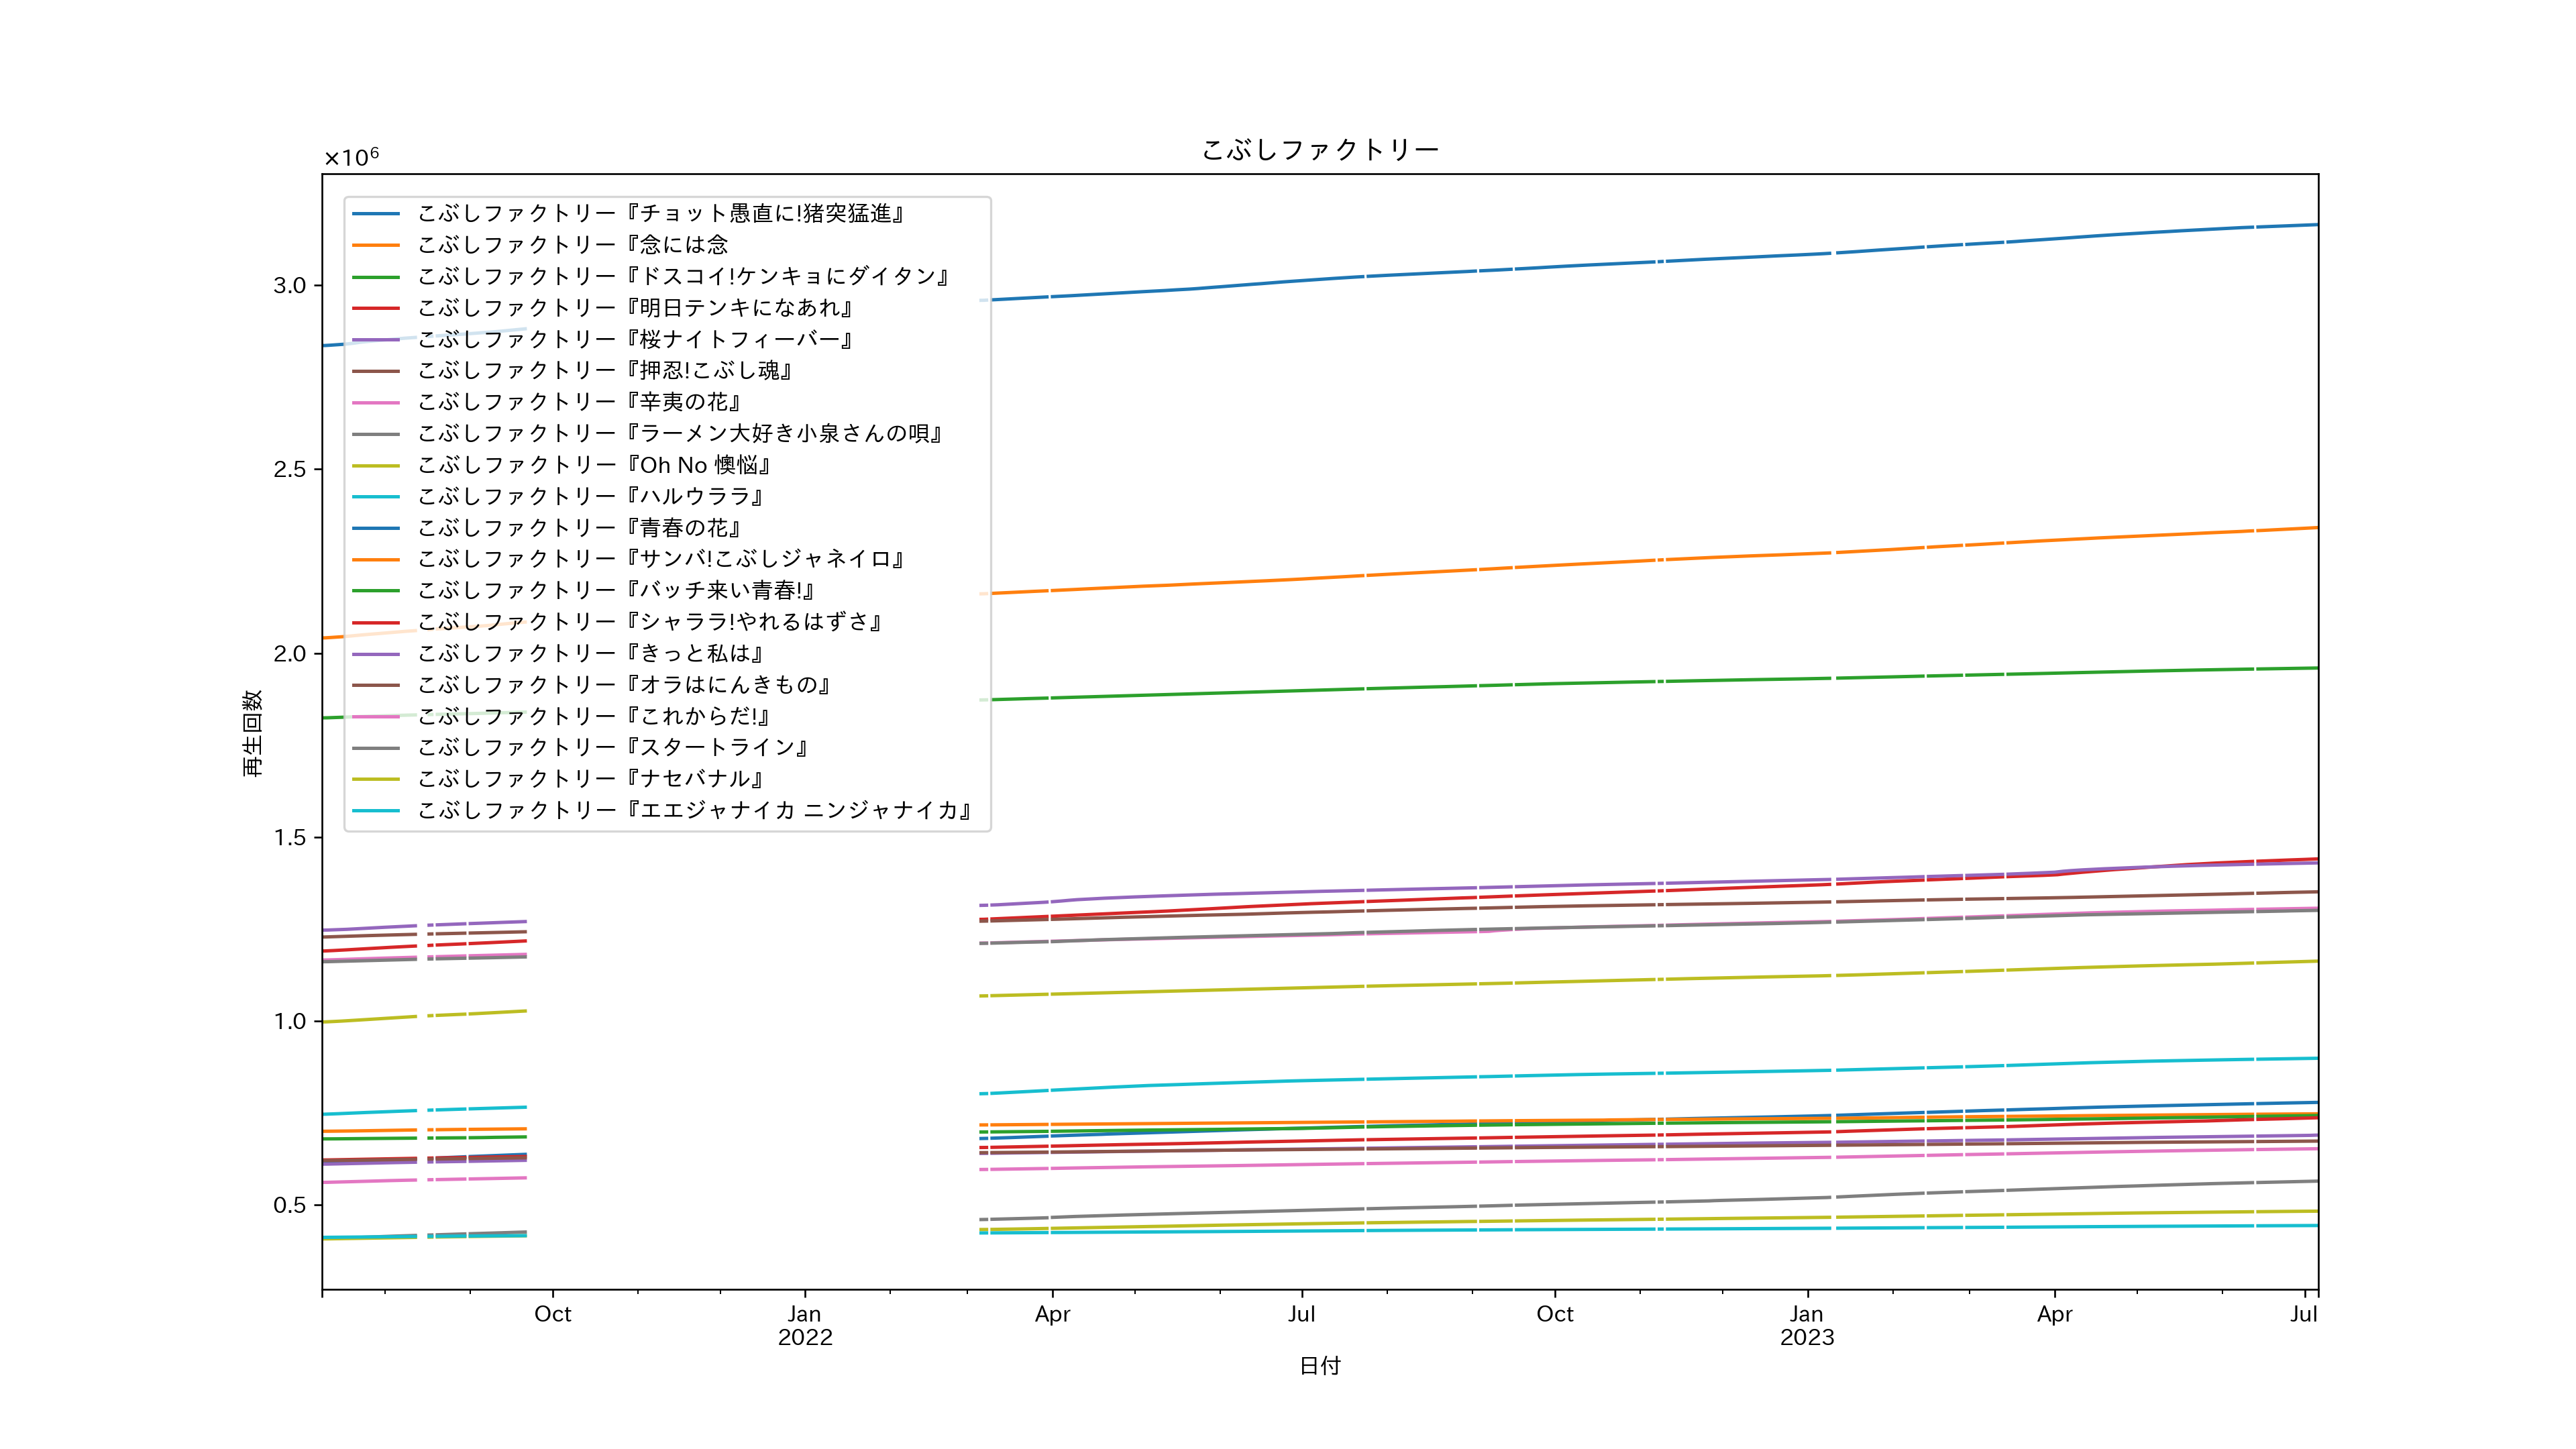 こぶしファクトリー
×10⁶
こぶしファクトリー『チョット愚直に!猪突猛進』
こぶしファクトリー『念には念
こぶしファクトリー『ドスコイ!ケンキョにダイタン』
こぶしファクトリー『明日テンキになあれ』
こぶしファクトリー『桜ナイトフィーバー』
こぶしファクトリー『押忍!こぶし魂』
こぶしファクトリー『辛夷の花』
こぶしファクトリー『ラーメン大好き小泉さんの唄』
こぶしファクトリー『Oh No 懊悩』
こぶしファクトリー『ハルウララ』
こぶしファクトリー『青春の花』
こぶしファクトリー『サンバ!こぶしジャネイロ』
こぶしファクトリー『バッチ来い青春!』
こぶしファクトリー『シャララ!やれるはずさ』
こぶしファクトリー『きっと私は』
こぶしファクトリー『オラはにんきもの』
こぶしファクトリー『これからだ!』
こぶしファクトリー『スタートライン』
こぶしファクトリー『ナセバナル』
こぶしファクトリー『エエジャナイカ ニンジャナイカ』
3.0
2.5
2.0
1.5
1.0
0.5
再生回数
Oct Jan Apr Jul Oct Jan Apr Jul
2022 2023
日付